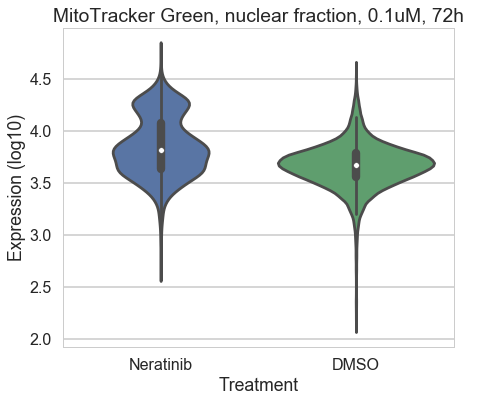 MitoTracker Green, nuclear fraction, 0.1uM, 72h
Expression (log10)
4.5
4.0
3.5
3.0
2.5
2.0
Neratinib DMSO
Treatment